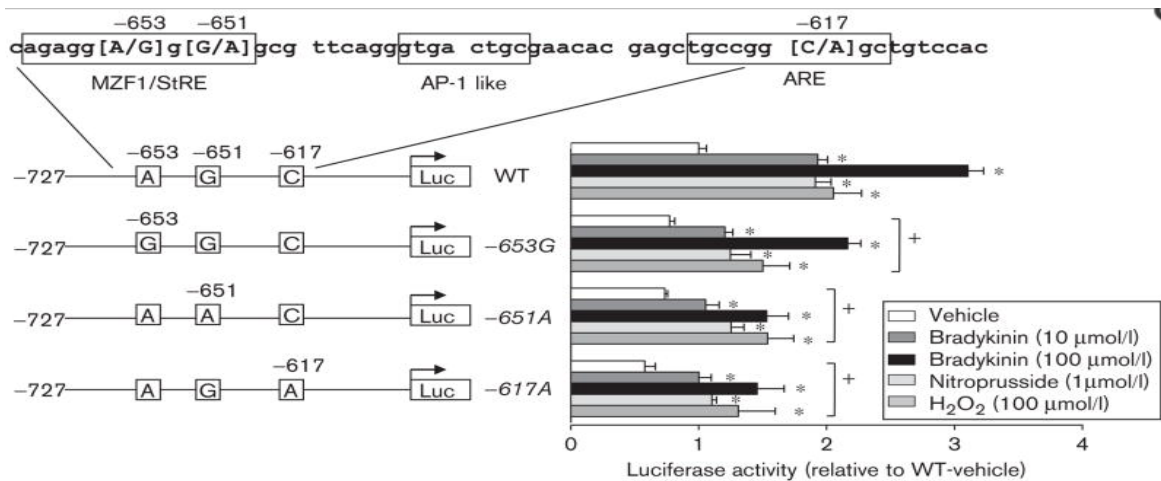 −653 −651 −617
cagagg[A/G]g[G/A]gcg ttcagggtga ctgcgaacac gagctgccgg [C/A]gctgtccac
MZF1/StRE AP-1 like ARE
−653 −651 −617
−727 A G C Luc WT
−653
−727 G G C Luc −653G
−651
−727 A A C Luc −651A
−617
−727 A G A Luc −617A
* * * *
* * * * +
* * * * +
* * * * +
Vehicle
Bradykinin (10 μmol/l)
Bradykinin (100 μmol/l)
Nitroprusside (1μmol/l)
H₂O₂ (100 μmol/l)
0 1 2 3 4
Luciferase activity (relative to WT-vehicle)